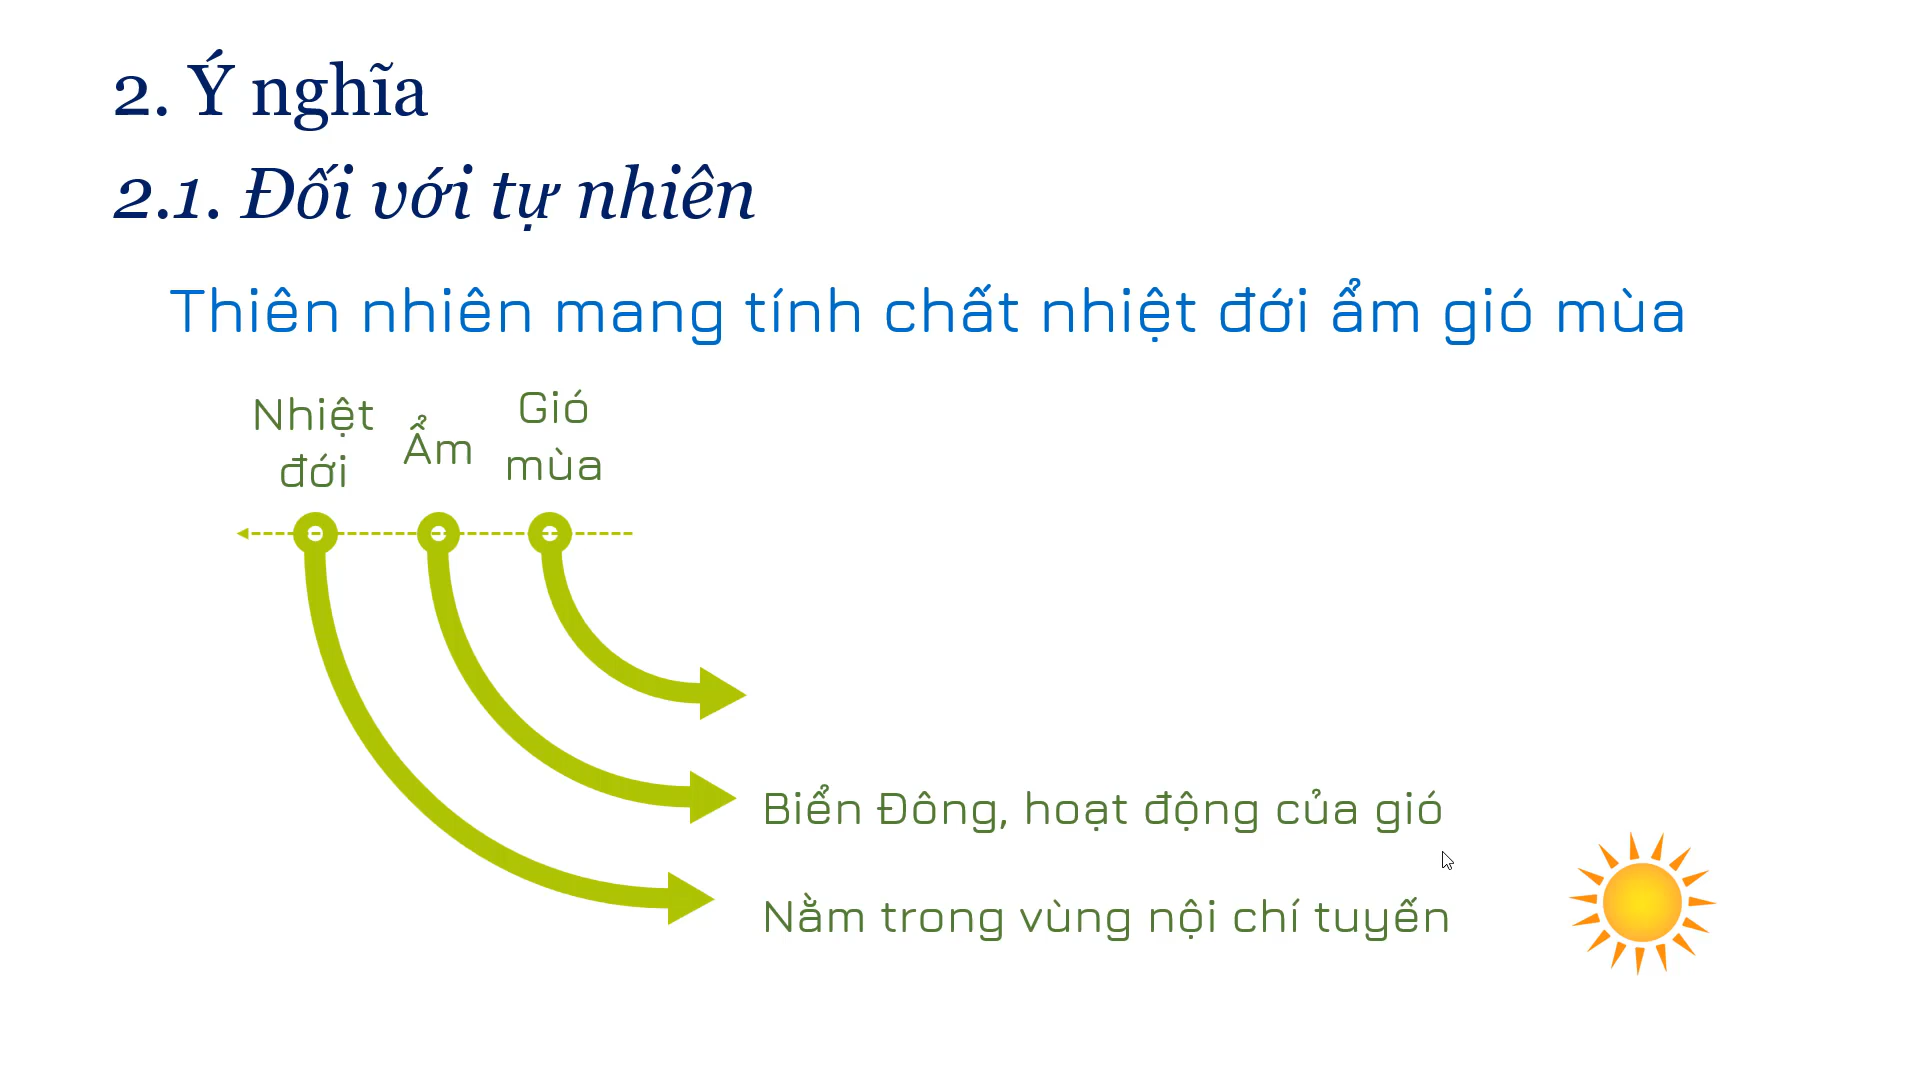 2. Ý nghĩa
2.1. Đối với tự nhiên
Thiên nhiên mang tính chất nhiệt đới ẩm gió mùa
Nhiệt
đới
Ẩm
Gió
mùa
Biển Đông, hoạt động của gió
Nằm trong vùng nội chí tuyến